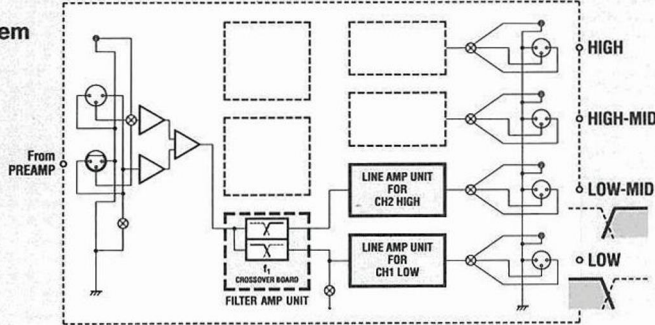 em
HIGH
HIGH-MID
From
PREAMP
LINE AMP UNIT
FOR
CH2 HIGH
LOW-MID
LINE AMP UNIT
FOR
CH1 LOW
LOW
f1
CROSSOVER BOARD
FILTER AMP UNIT